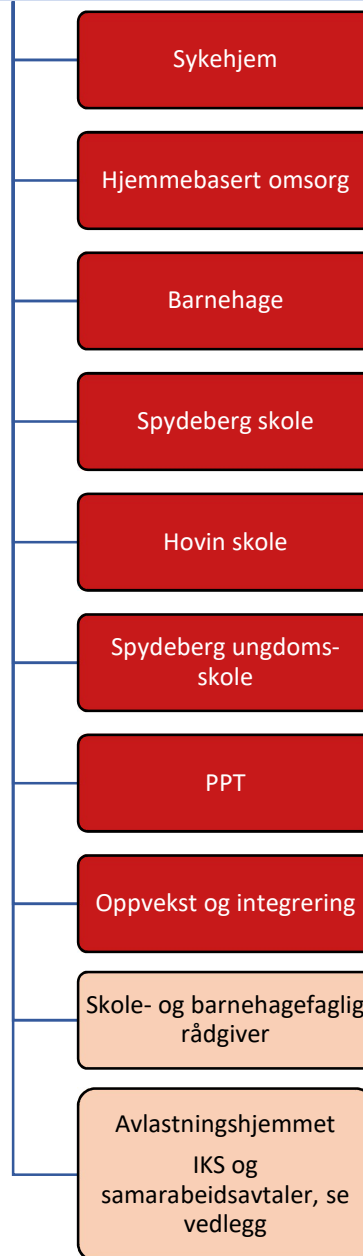 Sykehjem
Hjemmebasert omsorg
Barnehage
Spydeberg skole
Hovin skole
Spydeberg ungdoms-
skole
PPT
Oppvekst og integrering
Skole- og barnehagefaglig
rådgiver
Avlastningshjemmet
IKS og
samarabeidsavtaler, se
vedlegg